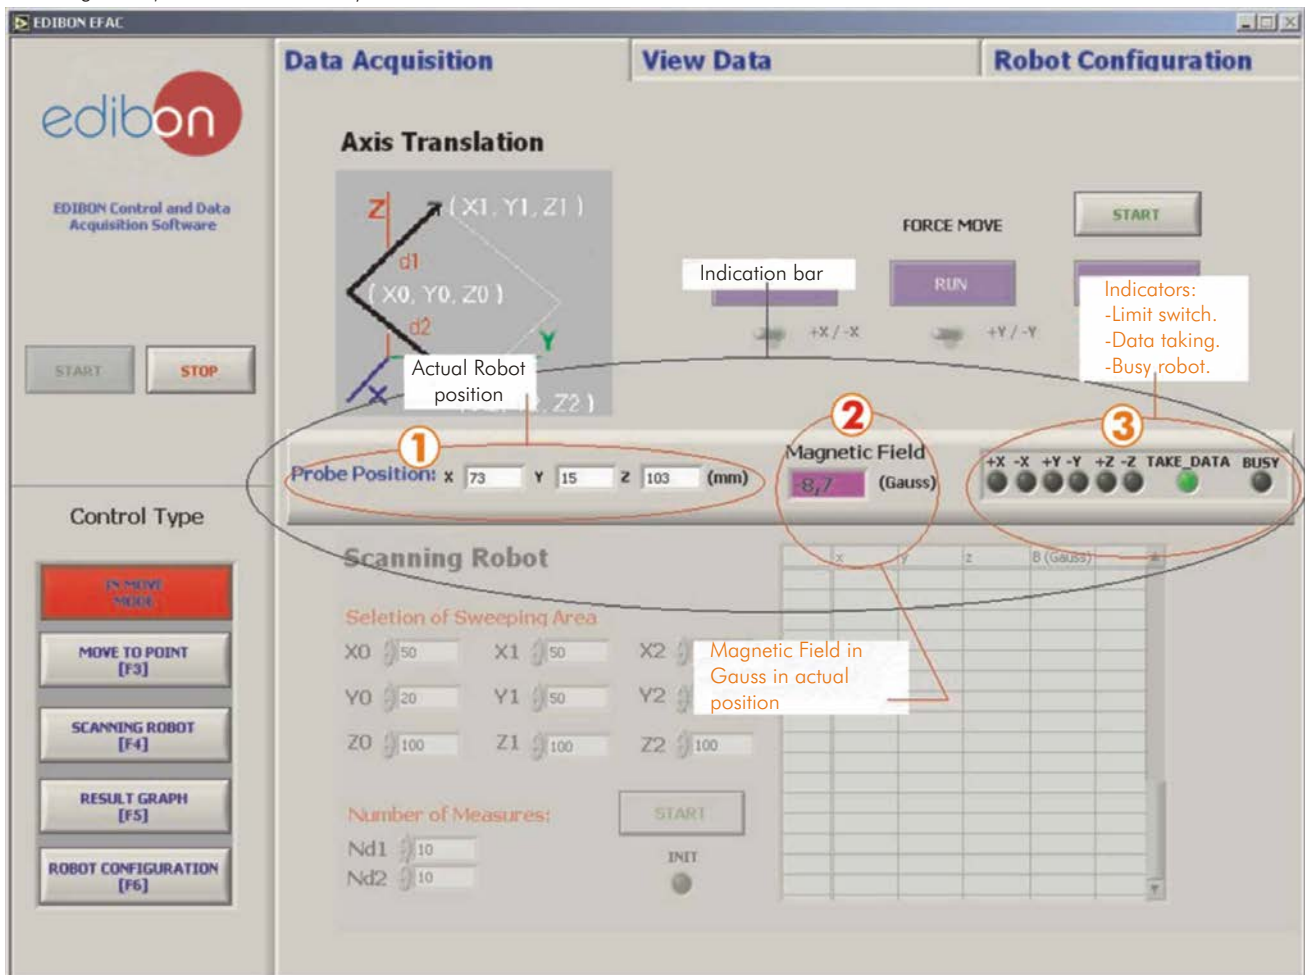 EDIBON EFAC
Data Acquisition
View Data
Robot Configuration
edibon
EDIBON Control and Data
Acquisition Software
START
STOP
Axis Translation
Z
(X1, Y1, Z1)
d1
(X0, Y0, Z0)
d2
Y
X
Z2)
FORCE MOVE
START
RUN
+X / -X
+Y / -Y
Indication bar
Indicators:
-Limit switch.
-Data taking.
-Busy robot.
Actual Robot
position
1
2
3
Probe Position: X 73 Y 15 Z 103 (mm)
Magnetic Field
-8,7 (Gauss)
+X -X +Y -Y +Z -Z TAKE_DATA BUSY
Control Type
IN MOVE
MODE
MOVE TO POINT
[F3]
SCANNING ROBOT
[F4]
RESULT GRAPH
[F5]
ROBOT CONFIGURATION
[F6]
Scanning Robot
Seletion of Sweeping Area
X0 50 X1 50 X2
Y0 20 Y1 50 Y2
Z0 100 Z1 100 Z2 100
Number of Measures:
Nd1 10
Nd2 10
START
INIT
x y z B (Gauss)
Magnetic Field in
Gauss in actual
position